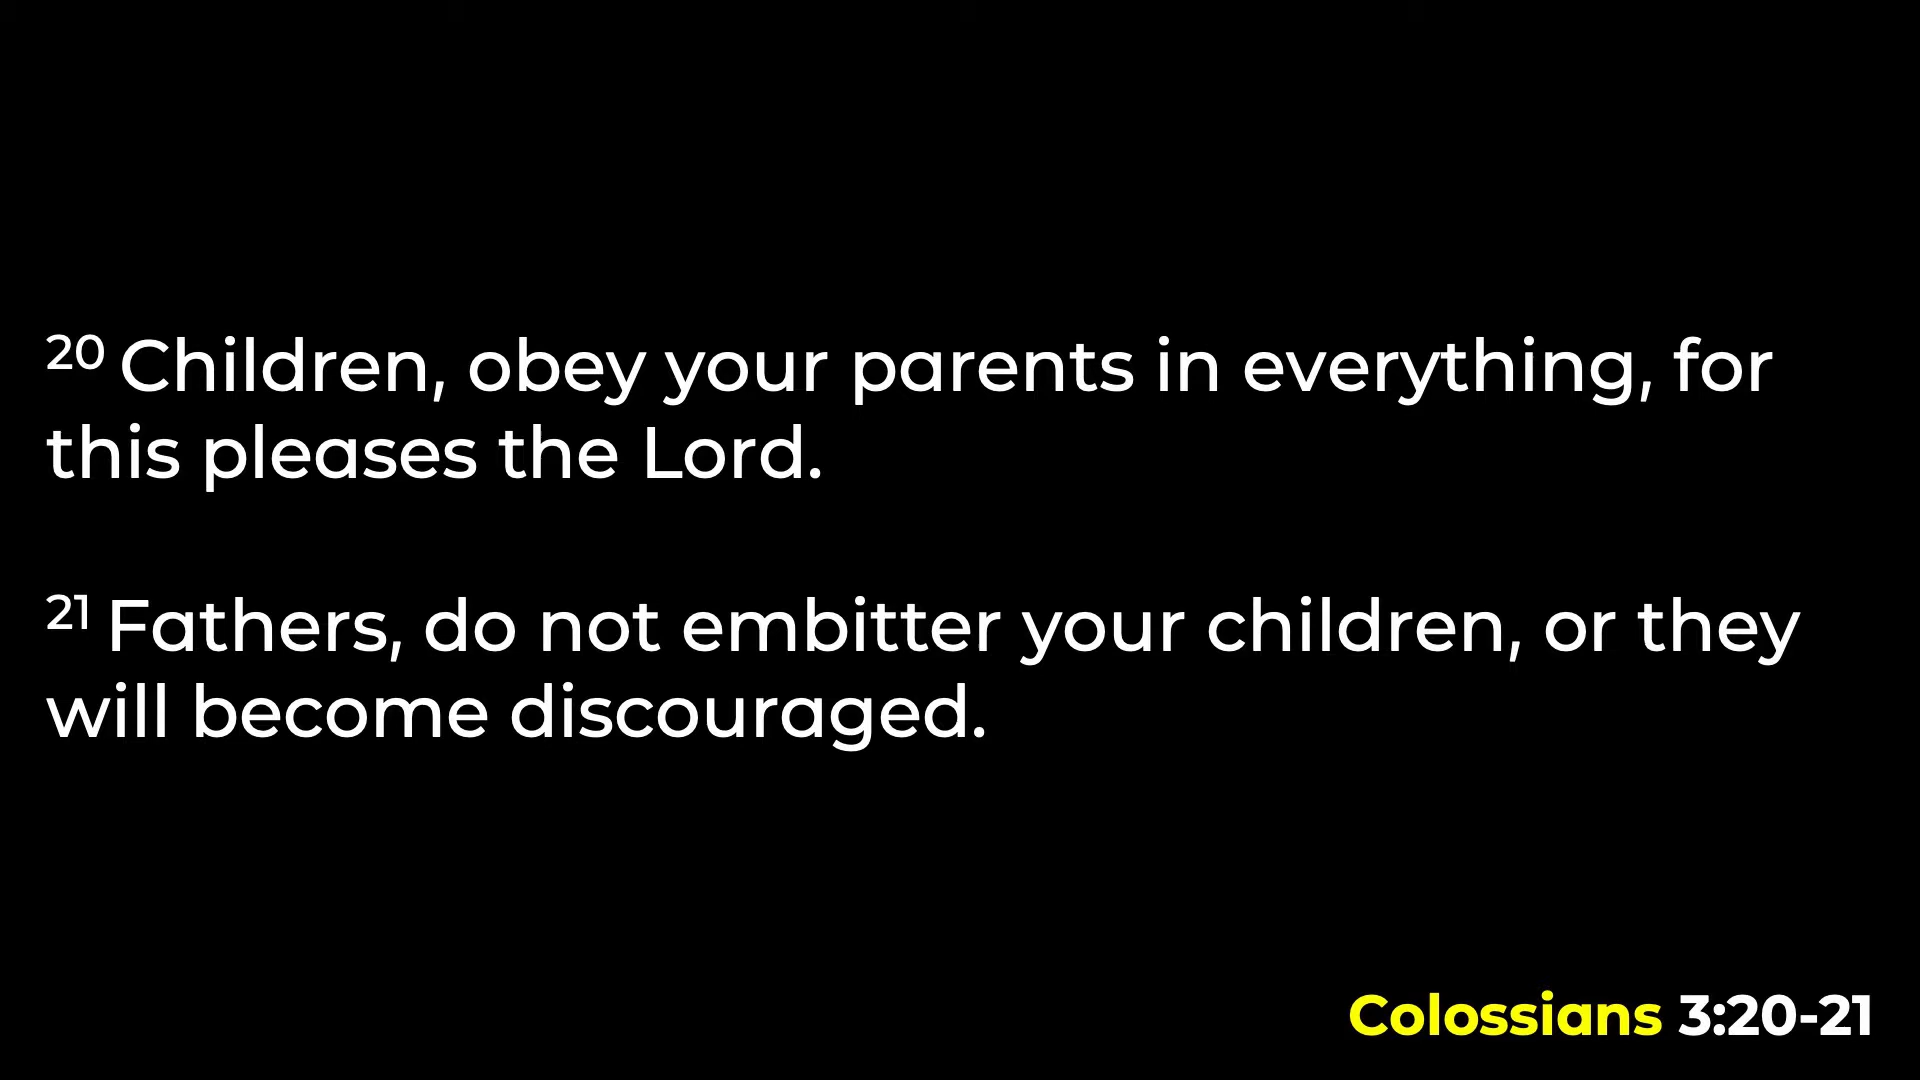 20 Children, obey your parents in everything, for
this pleases the Lord.
21 Fathers, do not embitter your children, or they
will become discouraged.
Colossians 3:20-21